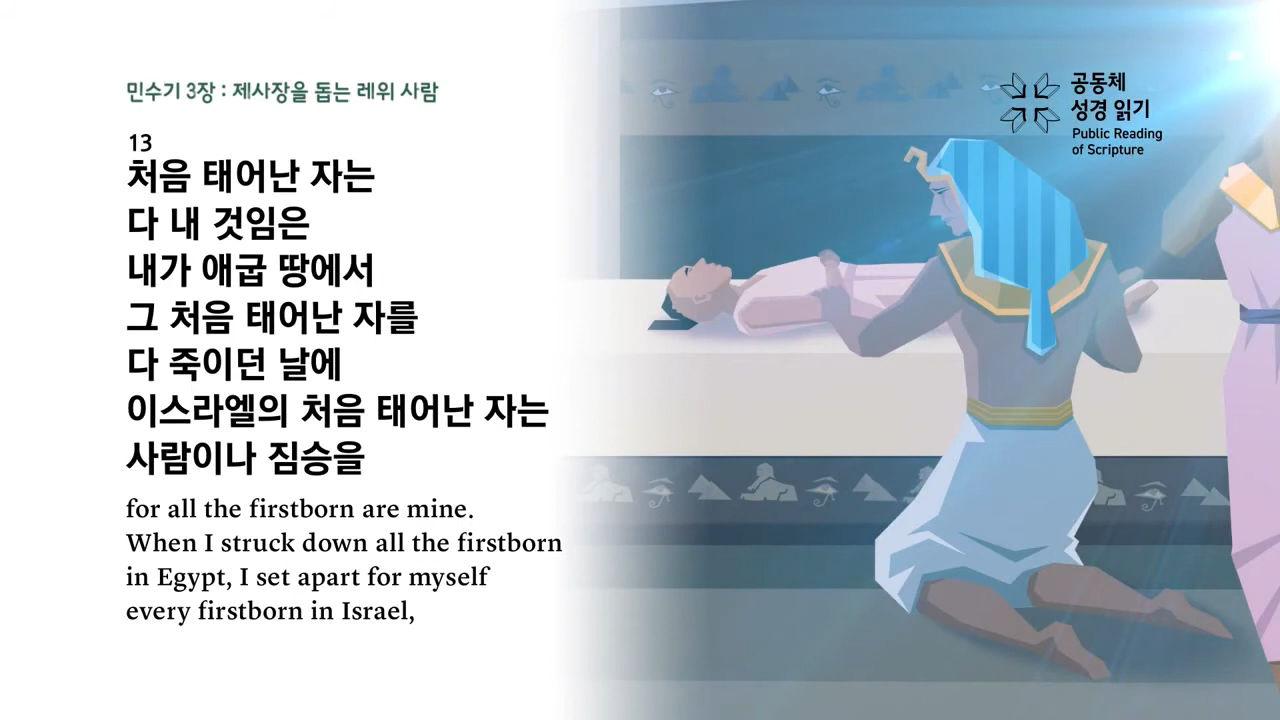 민수기 3장 : 제사장을 돕는 레위 사람
13
처음 태어난 자는
다 내 것임은
내가 애굽 땅에서
그 처음 태어난 자를
다 죽이던 날에
이스라엘의 처음 태어난 자는
사람이나 짐승을
for all the firstborn are mine.
When I struck down all the firstborn
in Egypt, I set apart for myself
every firstborn in Israel,
공동체
성경 읽기
Public Reading
of Scripture